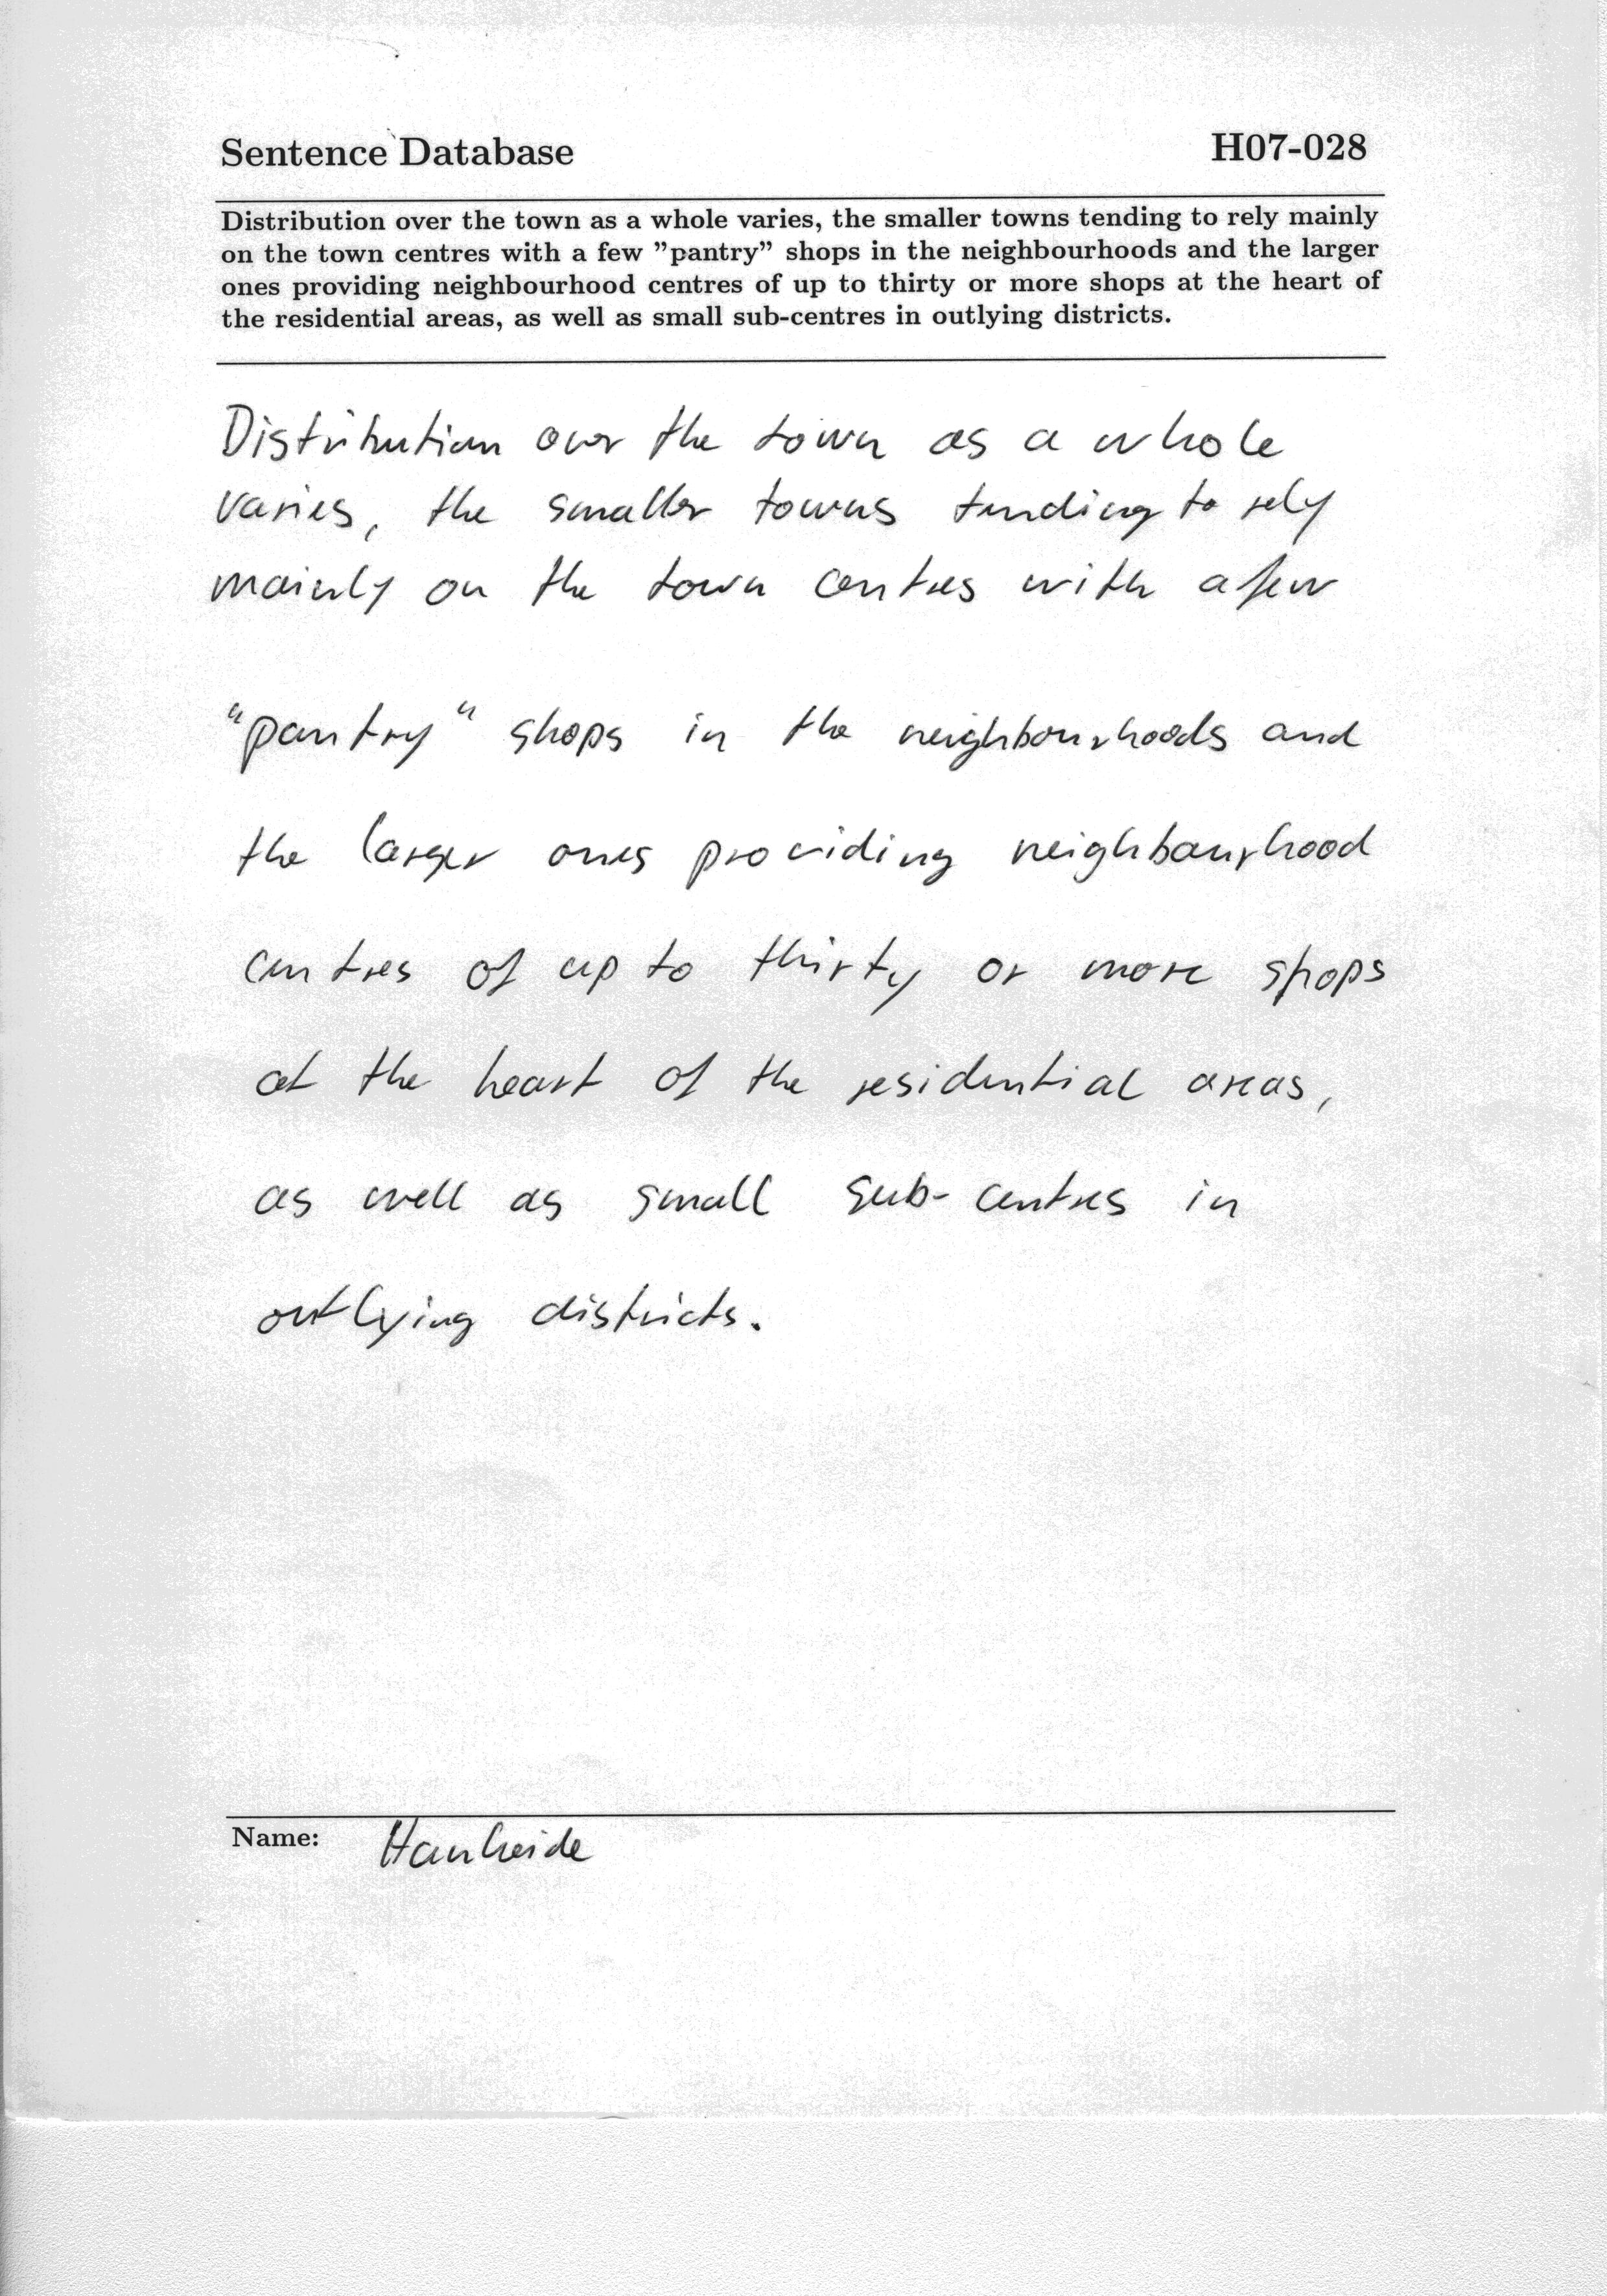 Sentence Database H07-028
Distribution over the town as a whole varies, the smaller towns tending to rely mainly
on the town centres with a few "pantry" shops in the neighbourhoods and the larger
ones providing neighbourhood centres of up to thirty or more shops at the heart of
the residential areas, as well as small sub-centres in outlying districts.
Distribution over the town as a whole
varies, the smaller towns tending to rely
mainly on the town centres with a few
"pantry" shops in the neighbourhoods and
the larger ones providing neighbourhood
centres of up to thirty or more shops
at the heart of the residential areas,
as well as small sub-centres in
outlying districts.
Name: Hanheide